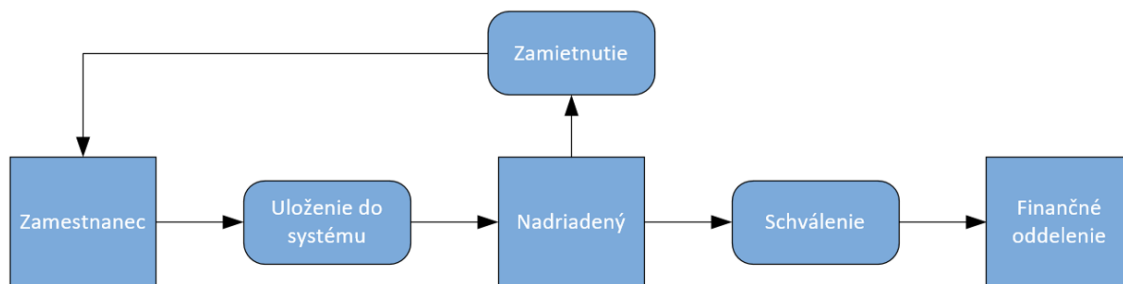 Zamietnutie
Zamestnanec
Uloženie do
systému
Nadriadený
Schválenie
Finančné
oddelenie